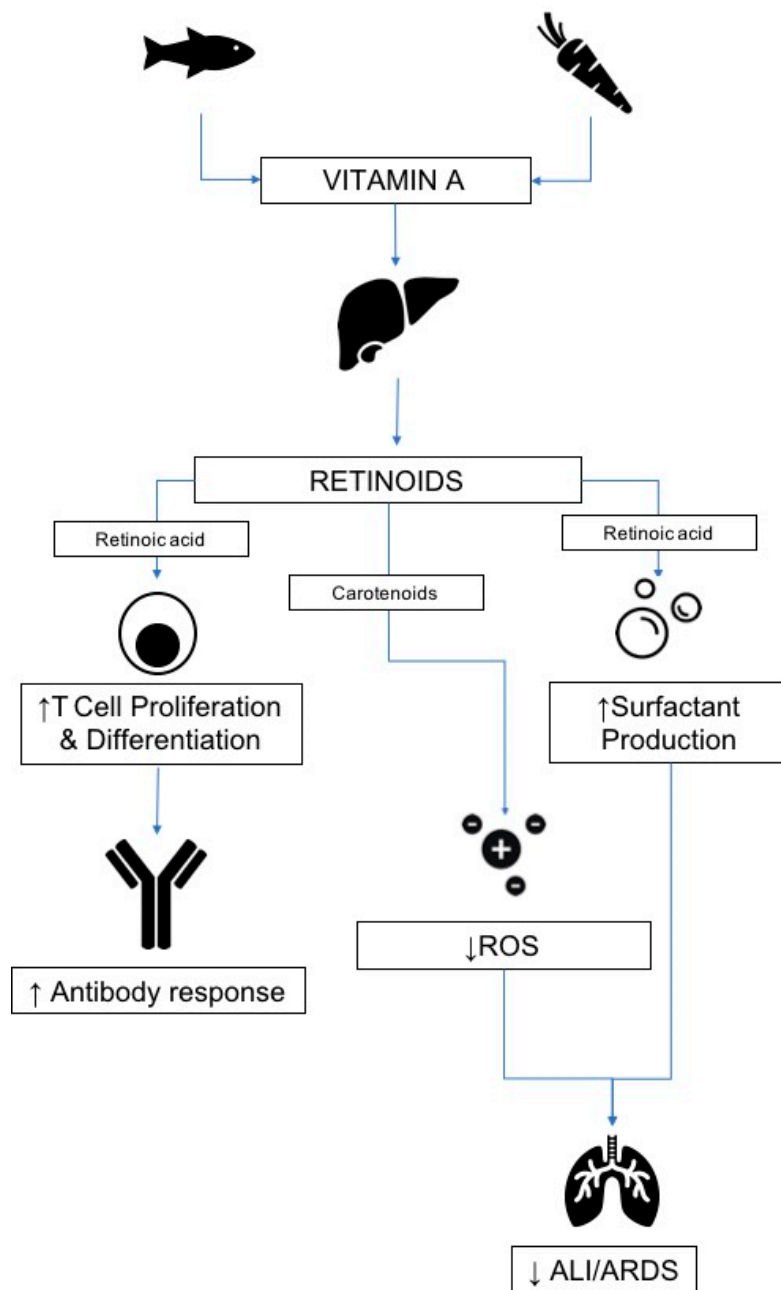 VITAMIN A
RETINOIDS
Retinoic acid
Retinoic acid
Carotenoids
↑T Cell Proliferation
& Differentiation
↑Surfactant
Production
↓ROS
↑ Antibody response
↓ ALI/ARDS